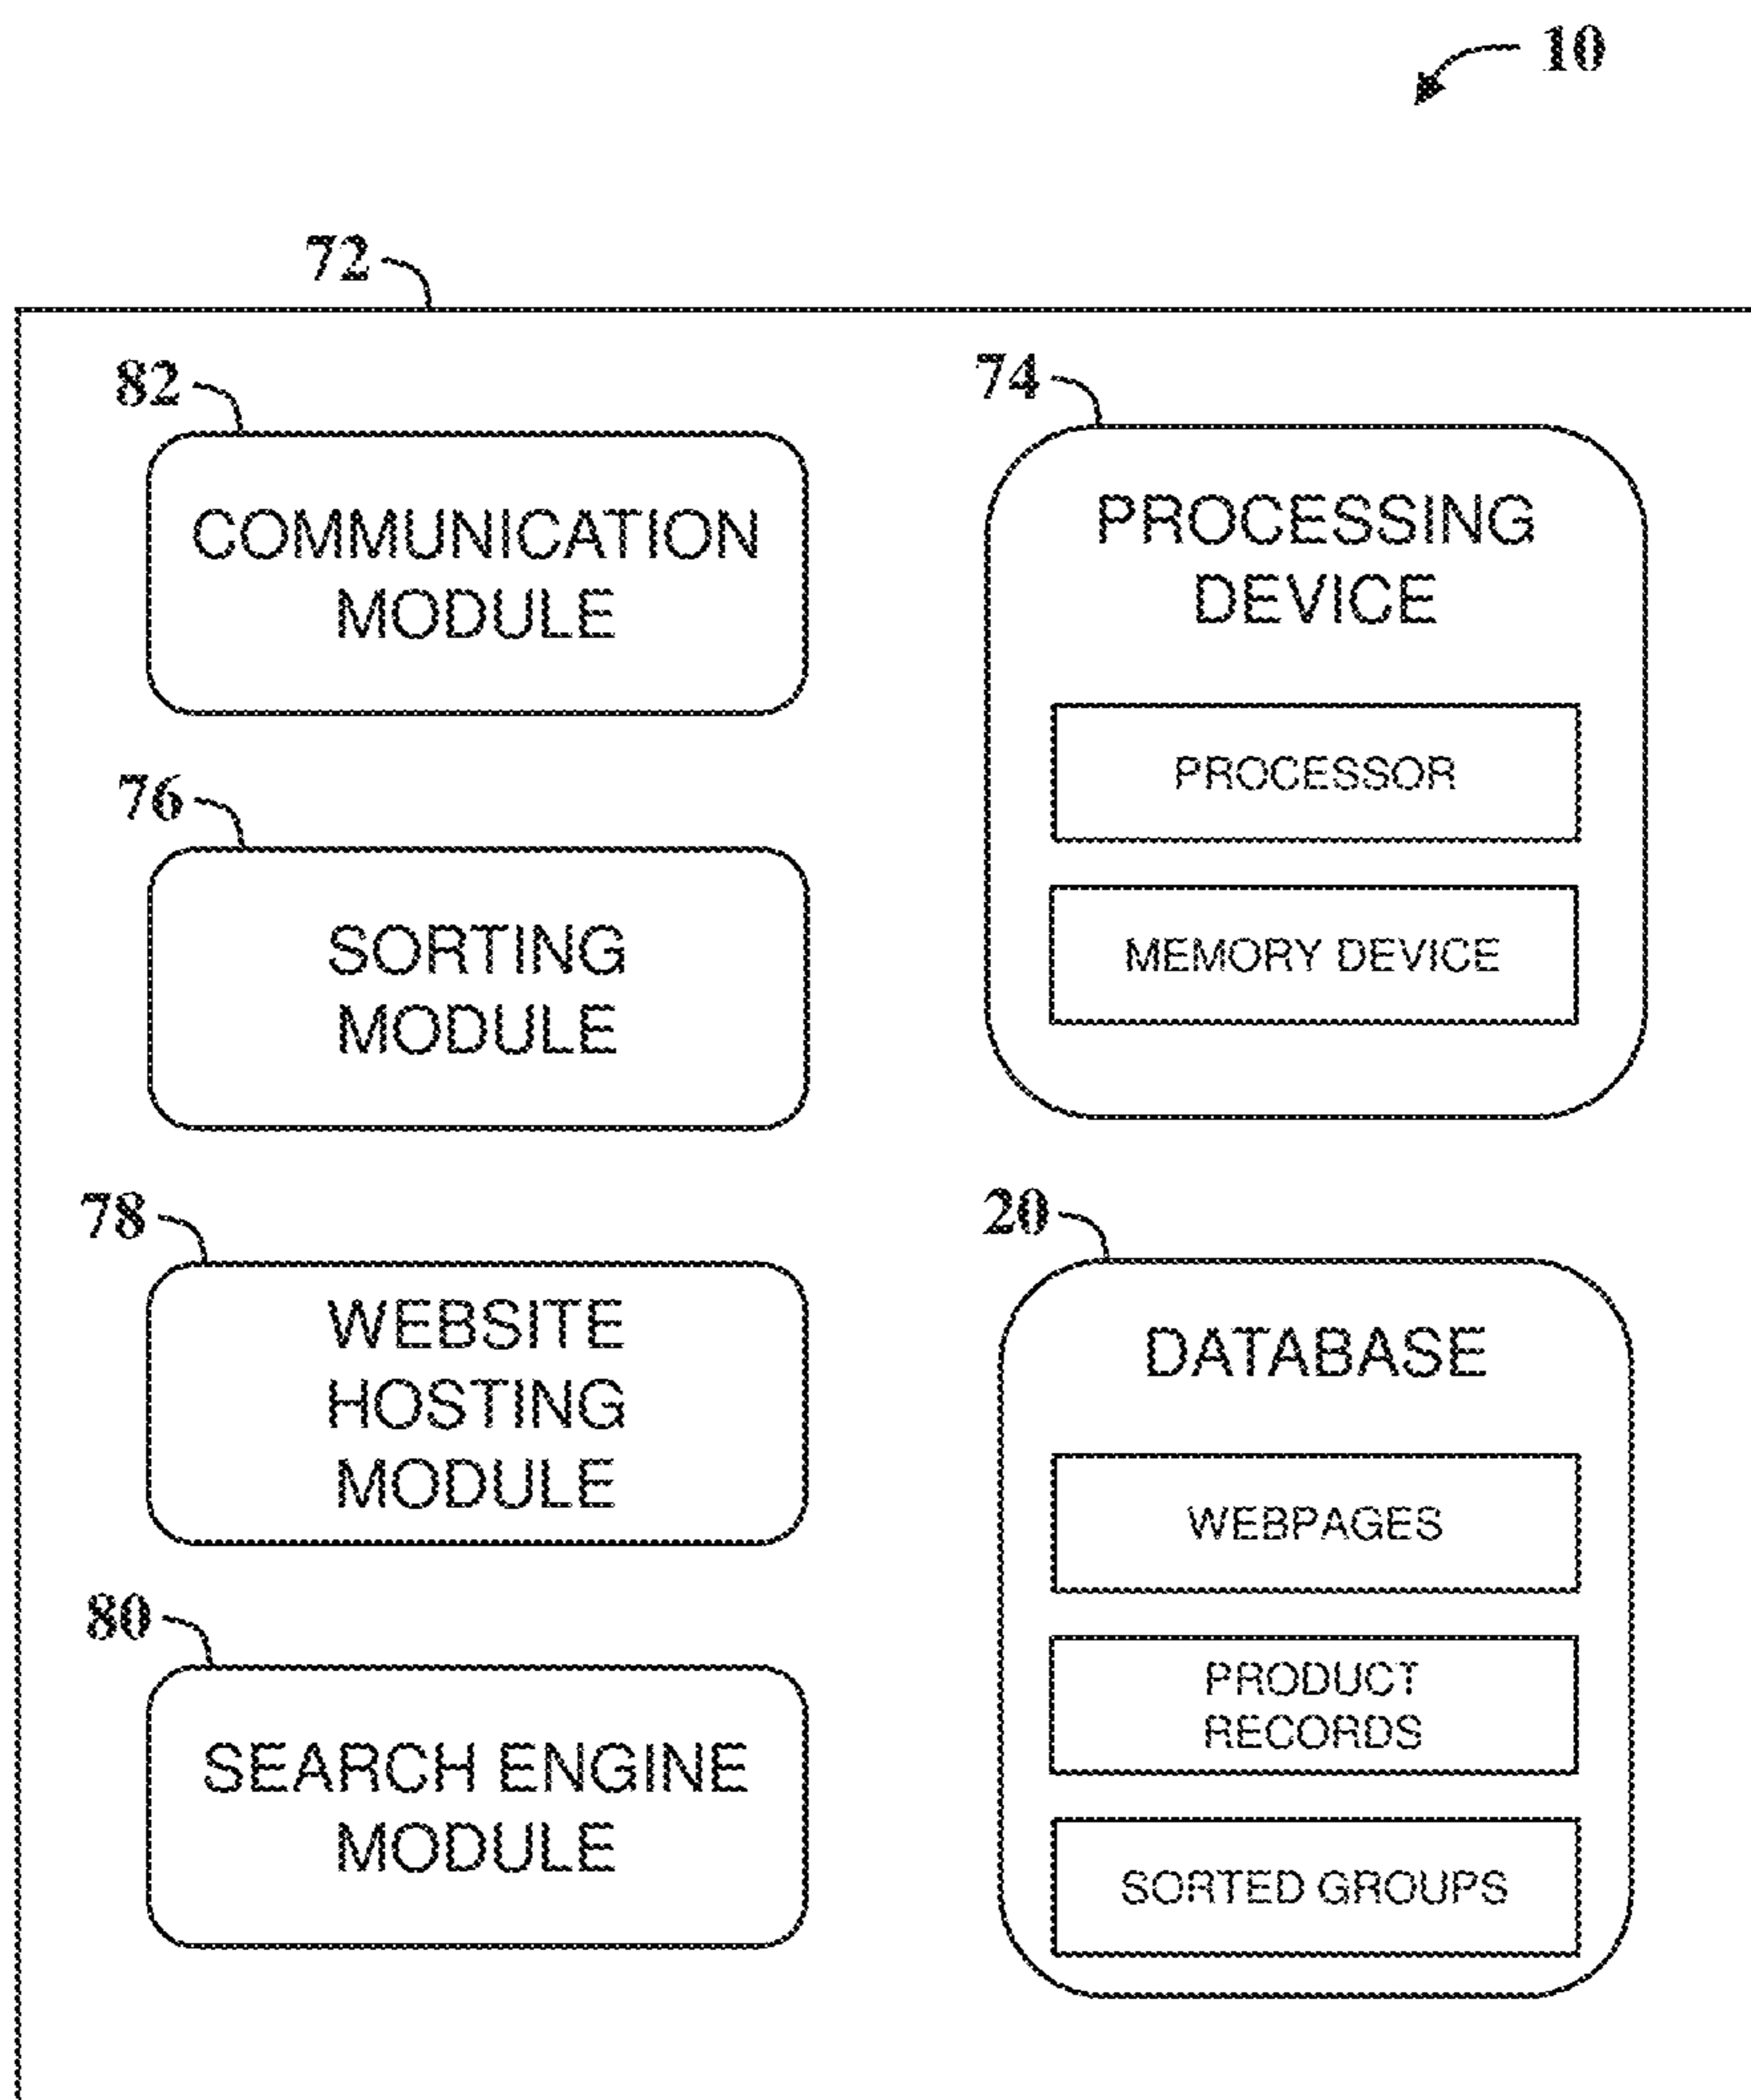 10
72
82
COMMUNICATION
MODULE
76
SORTING
MODULE
78
WEBSITE
HOSTING
MODULE
80
SEARCH ENGINE
MODULE
74
PROCESSING
DEVICE
PROCESSOR
MEMORY DEVICE
20
DATABASE
WEBPAGES
PRODUCT
RECORDS
SORTED GROUPS